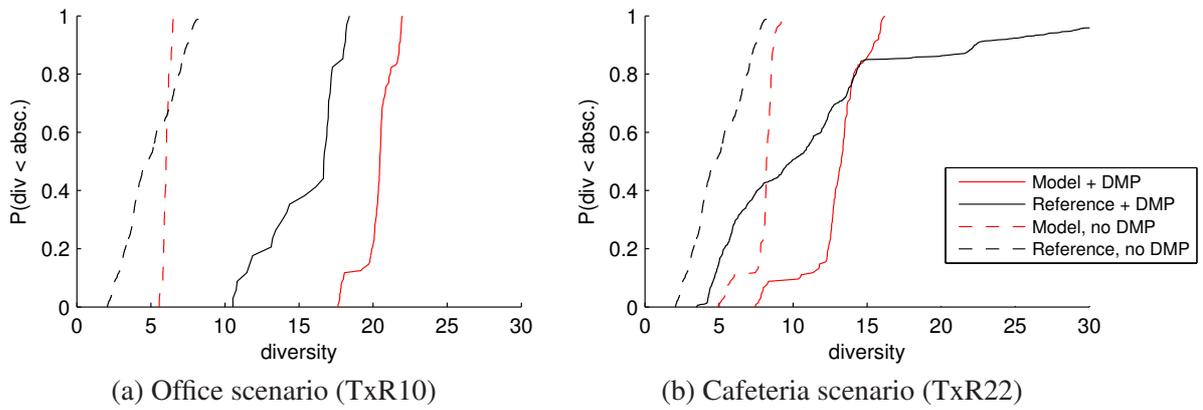 1
0.8
0.6
0.4
0.2
0
P(div < absc.)
0 5 10 15 20 25 30
diversity
(a) Office scenario (TxR10)
1
0.8
0.6
0.4
0.2
0
P(div < absc.)
0 5 10 15 20 25 30
diversity
Model + DMP
Reference + DMP
Model, no DMP
Reference, no DMP
(b) Cafeteria scenario (TxR22)